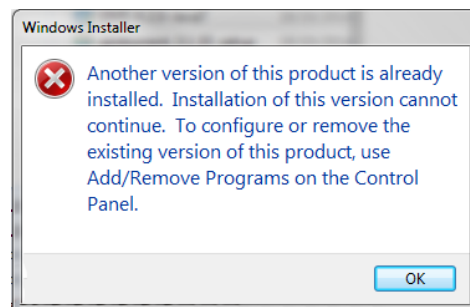 Windows Installer
Another version of this product is already
installed.  Installation of this version cannot
continue.  To configure or remove the
existing version of this product, use
Add/Remove Programs on the Control
Panel.
OK